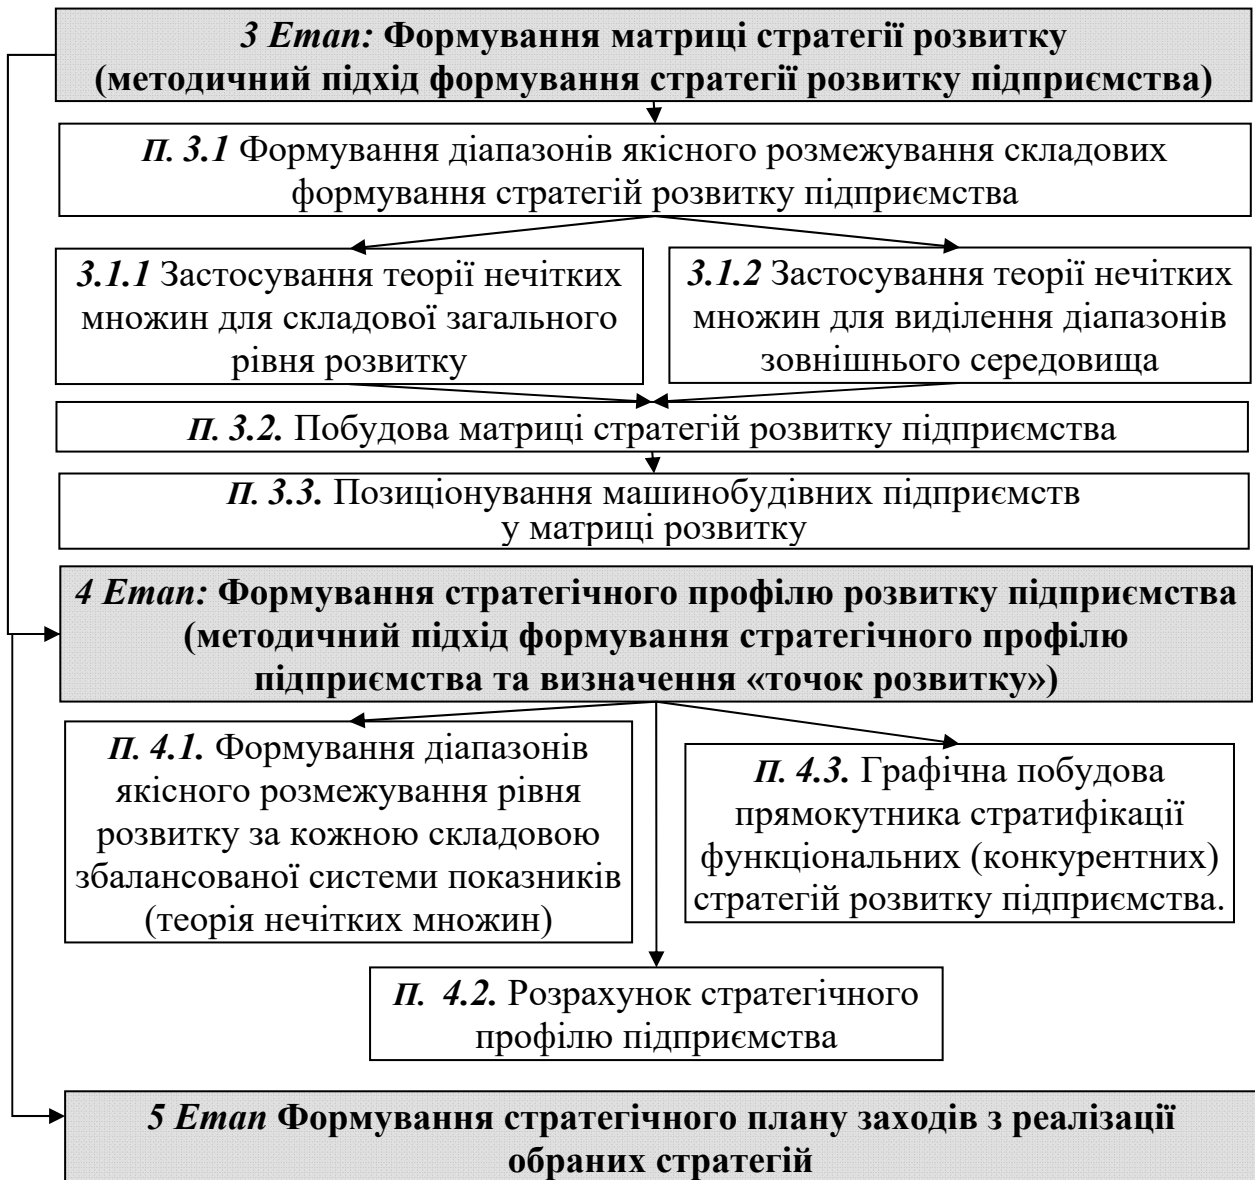 3 Етап: Формування матриці стратегії розвитку
(методичний підхід формування стратегії розвитку підприємства)
П. 3.1 Формування діапазонів якісного розмежування складових
формування стратегій розвитку підприємства
3.1.1 Застосування теорії нечітких
множин для складової загального
рівня розвитку
3.1.2 Застосування теорії нечітких
множин для виділення діапазонів
зовнішнього середовища
П. 3.2. Побудова матриці стратегій розвитку підприємства
П. 3.3. Позиціонування машинобудівних підприємств
у матриці розвитку
4 Етап: Формування стратегічного профілю розвитку підприємства
(методичний підхід формування стратегічного профілю
підприємства та визначення «точок розвитку»)
П. 4.1. Формування діапазонів
якісного розмежування рівня
розвитку за кожною складовою
збалансованої системи показників
(теорія нечітких множин)
П. 4.3. Графічна побудова
прямокутника стратифікації
функціональних (конкурентних)
стратегій розвитку підприємства.
П. 4.2. Розрахунок стратегічного
профілю підприємства
5 Етап Формування стратегічного плану заходів з реалізації
обраних стратегій